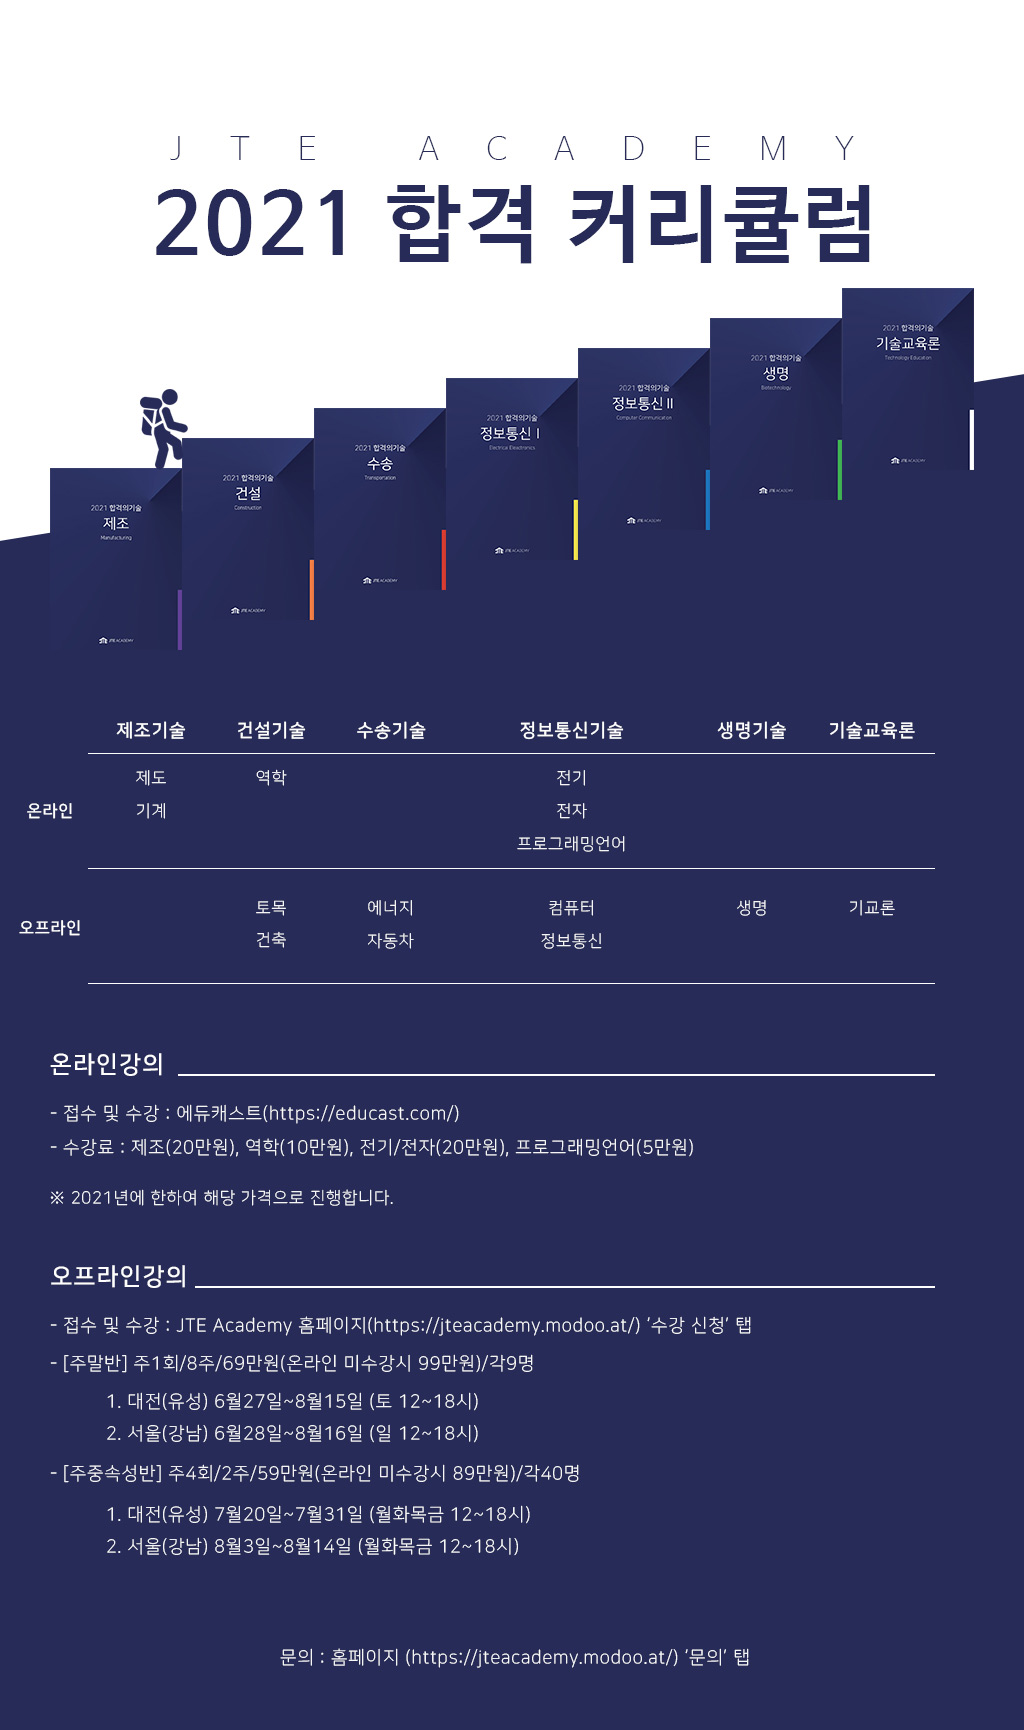 JTE ACADEMY
2021 합격 커리큘럼
2021 합격의기술
제조
Manufacturing
JTE ACADEMY
2021 합격의기술
건설
Construction
JTE ACADEMY
2021 합격의기술
수송
Transportation
JTE ACADEMY
2021 합격의기술
정보통신 I
JTE ACADEMY
2021 합격의기술
정보통신 II
Computer Communication
JTE ACADEMY
2021 합격의기술
생명
Biotechnology
JTE ACADEMY
2021 합격의기술
기술교육론
Technology Education
JTE ACADEMY
제조기술 건설기술 수송기술 정보통신기술 생명기술 기술교육론
제도 역학 전기
온라인 기계 전자
프로그래밍언어
토목 에너지 컴퓨터 생명 기교론
오프라인
건축 자동차 정보통신
온라인강의
- 접수 및 수강 : 에듀캐스트(https://educast.com/)
- 수강료 : 제조(20만원), 역학(10만원), 전기/전자(20만원), 프로그래밍언어(5만원)
※ 2021년에 한하여 해당 가격으로 진행합니다.
오프라인강의
- 접수 및 수강 : JTE Academy 홈페이지(https://jteacademy.modoo.at/) ‘수강 신청’ 탭
- [주말반] 주1회/8주/69만원(온라인 미수강시 99만원)/각9명
1. 대전(유성) 6월27일~8월15일 (토 12~18시)
2. 서울(강남) 6월28일~8월16일 (일 12~18시)
- [주중속성반] 주4회/2주/59만원(온라인 미수강시 89만원)/각40명
1. 대전(유성) 7월20일~7월31일 (월화목금 12~18시)
2. 서울(강남) 8월3일~8월14일 (월화목금 12~18시)
문의 : 홈페이지 (https://jteacademy.modoo.at/) ‘문의’ 탭